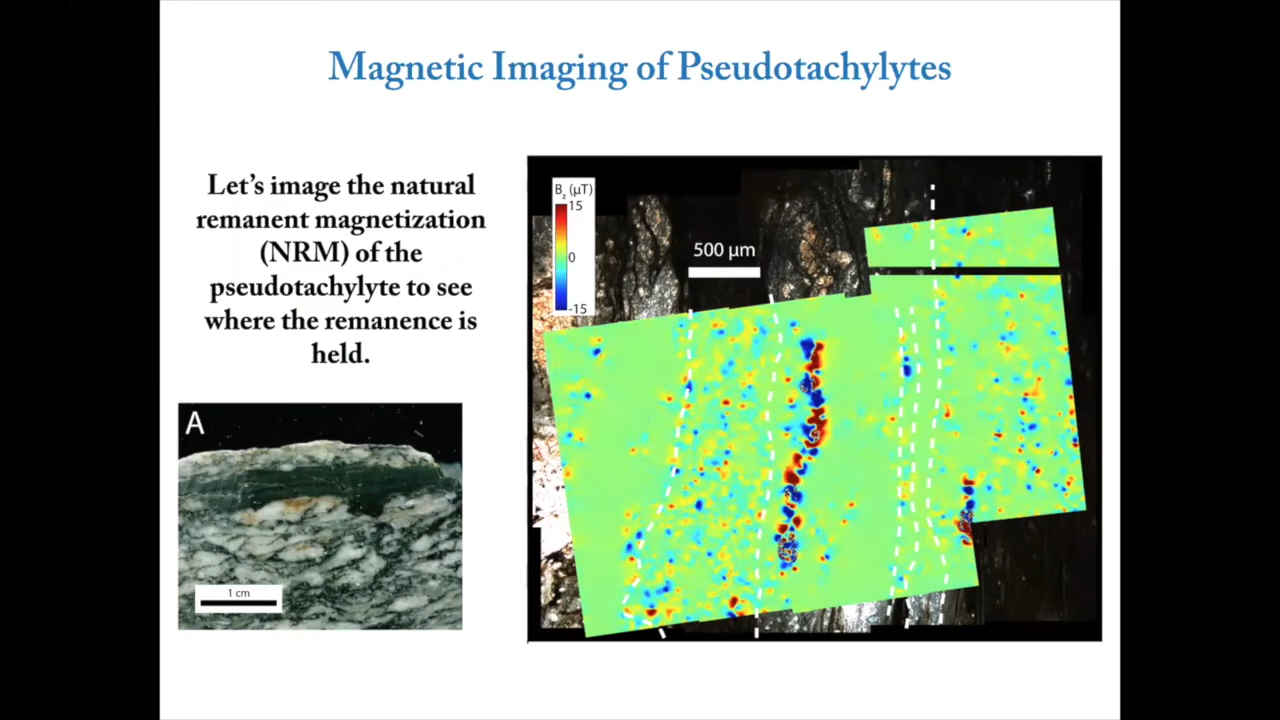 Magnetic Imaging of Pseudotachylytes
Let’s image the natural
remanent magnetization
(NRM) of the
pseudotachylyte to see
where the remanence is
held.
A
1 cm
Bz (μT)
15
0
-15
500 μm